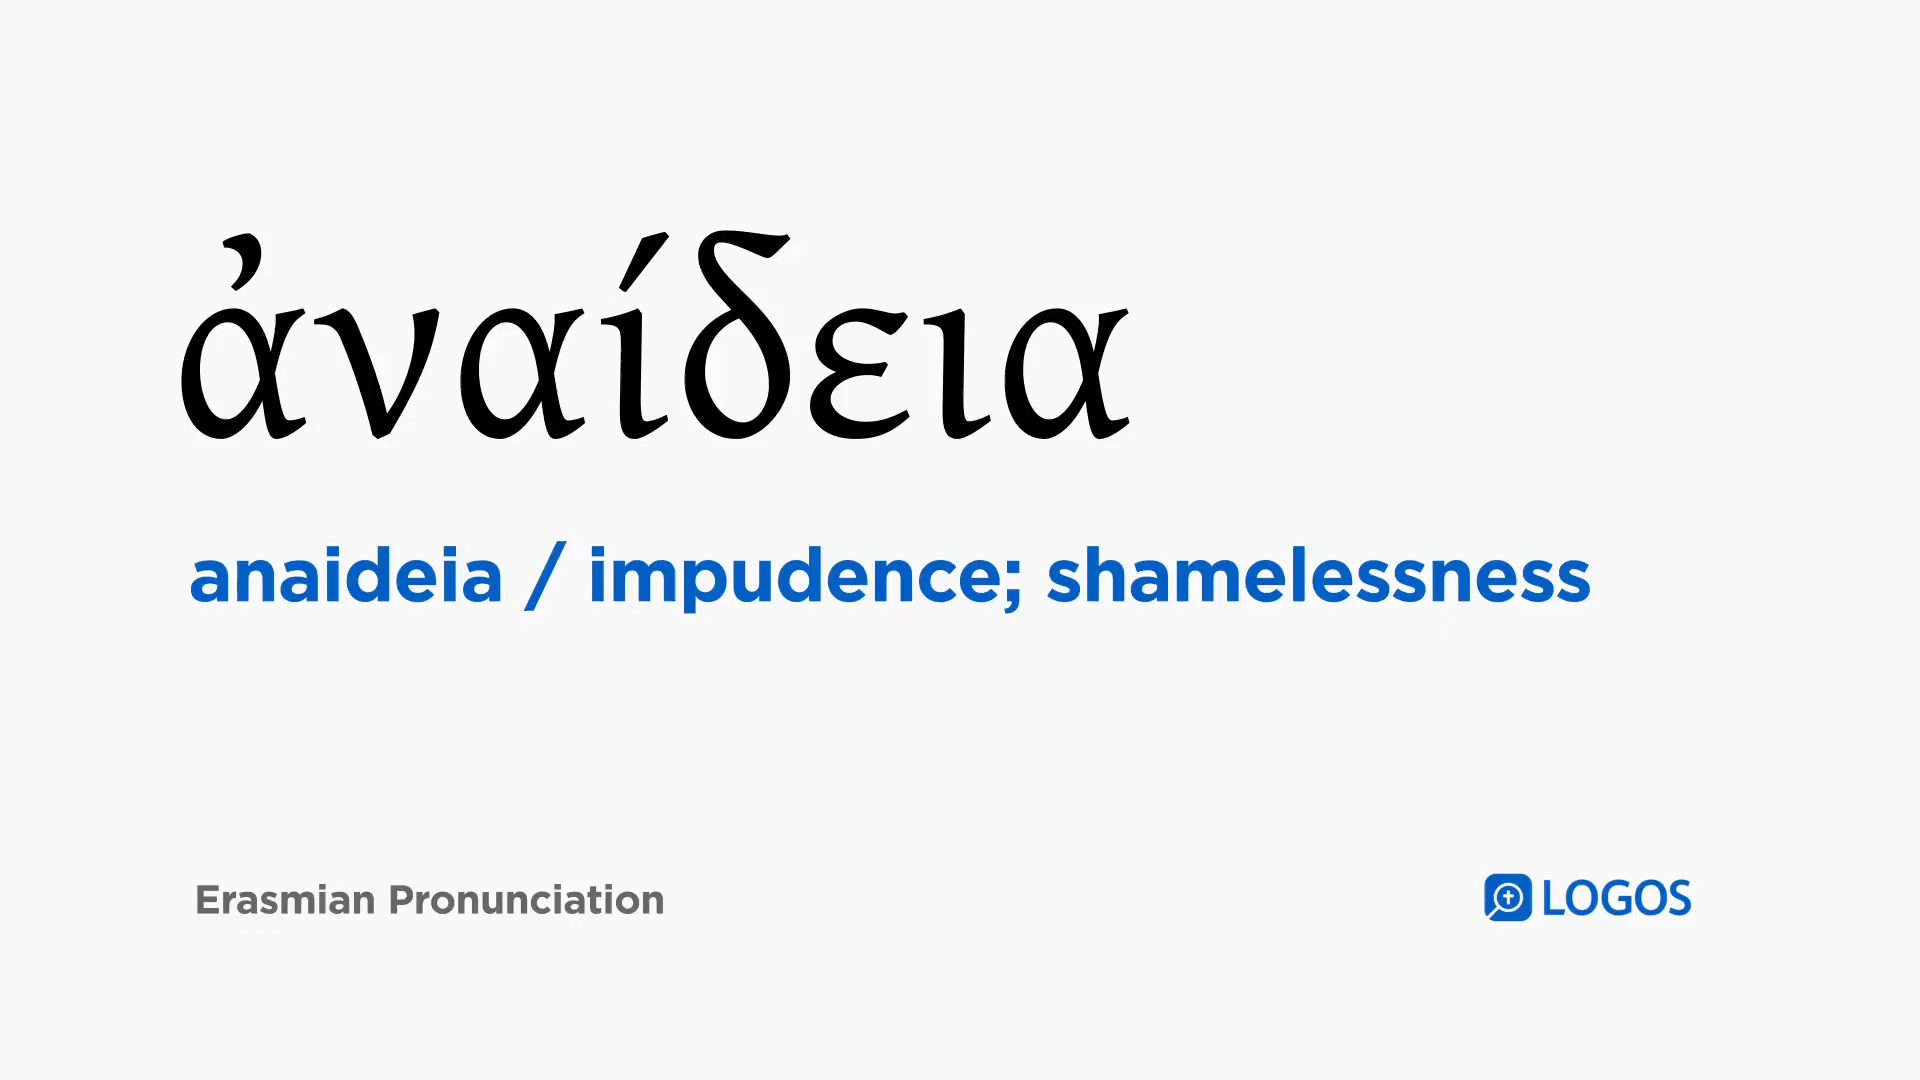 ἀναίδεια
anaideia / impudence; shamelessness
Erasmian Pronunciation
LOGOS